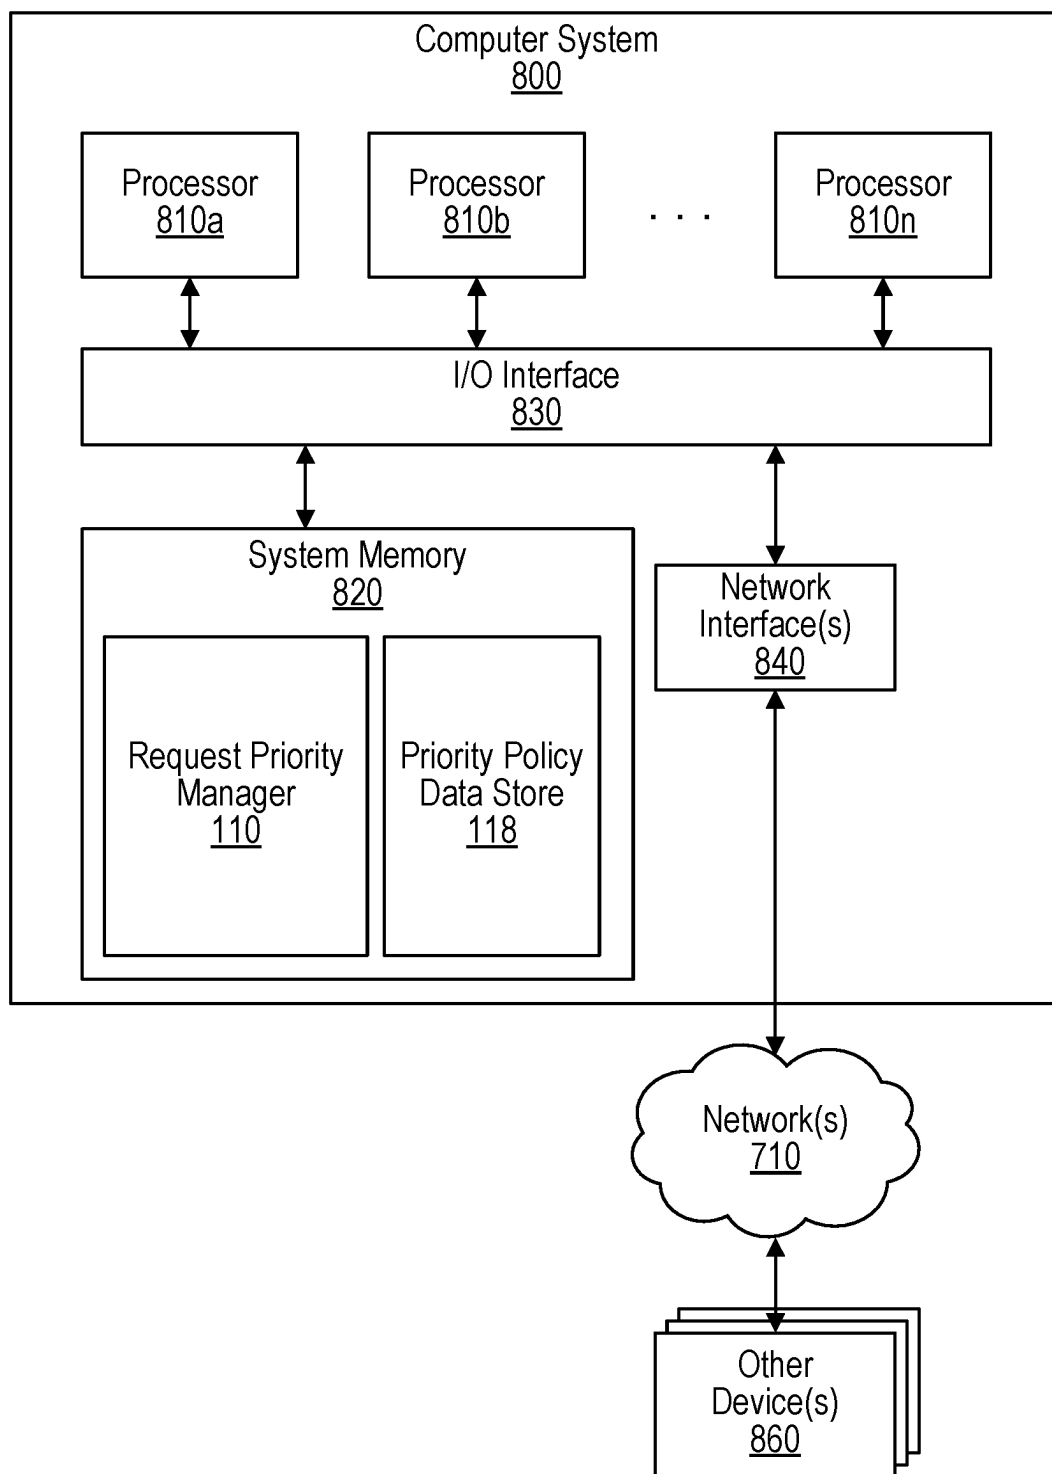 Computer System
800
Processor
810a
Processor
810b
. . .
Processor
810n
I/O Interface
830
System Memory
820
Request Priority
Manager
110
Priority Policy
Data Store
118
Network
Interface(s)
840
Network(s)
710
Other
Device(s)
860